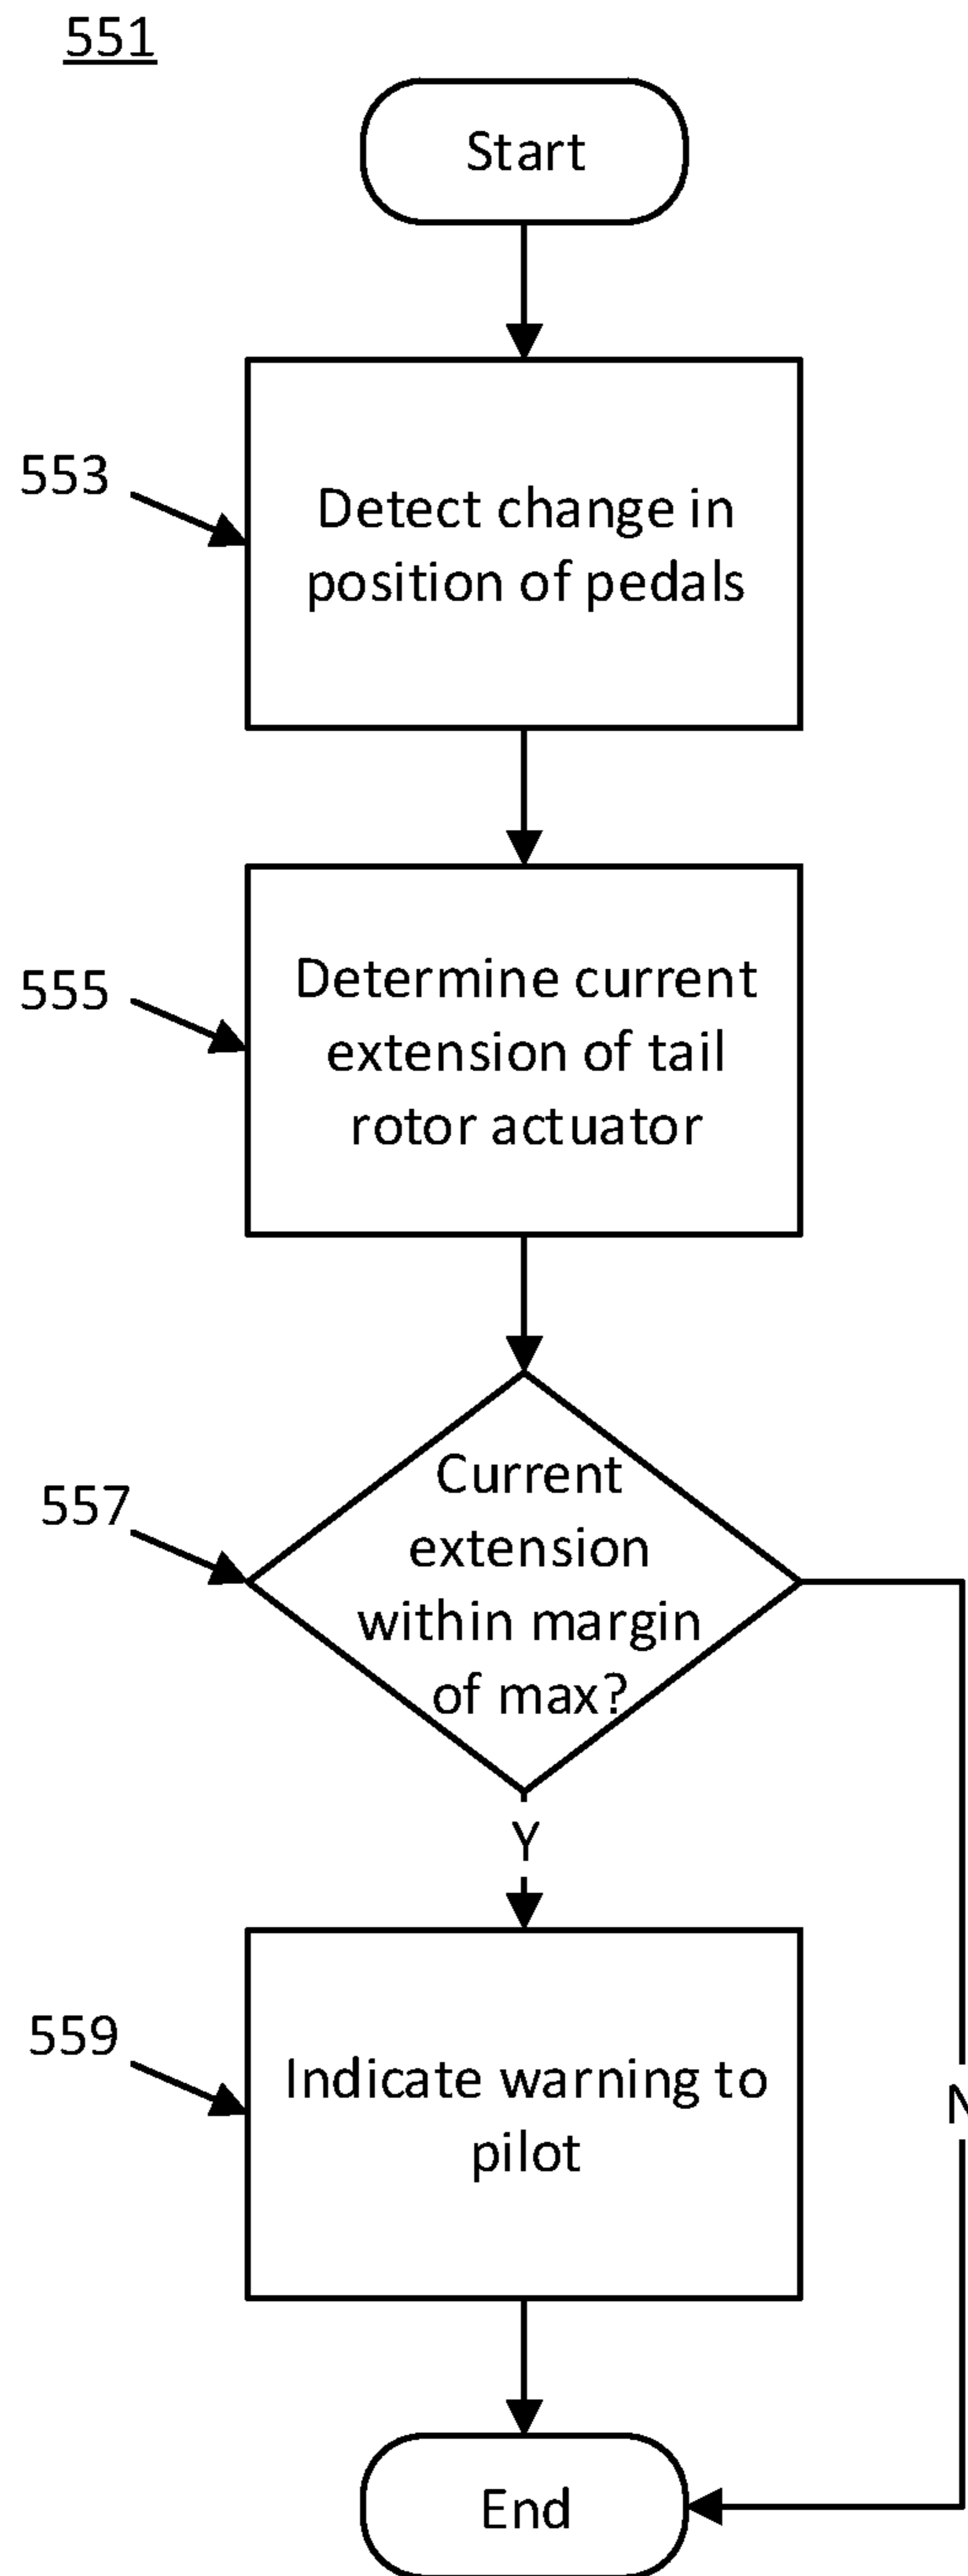 551
Start
553
Detect change in
position of pedals
555
Determine current
extension of tail
rotor actuator
557
Current
extension
within margin
of max?
Y
559
Indicate warning to
pilot
N
End